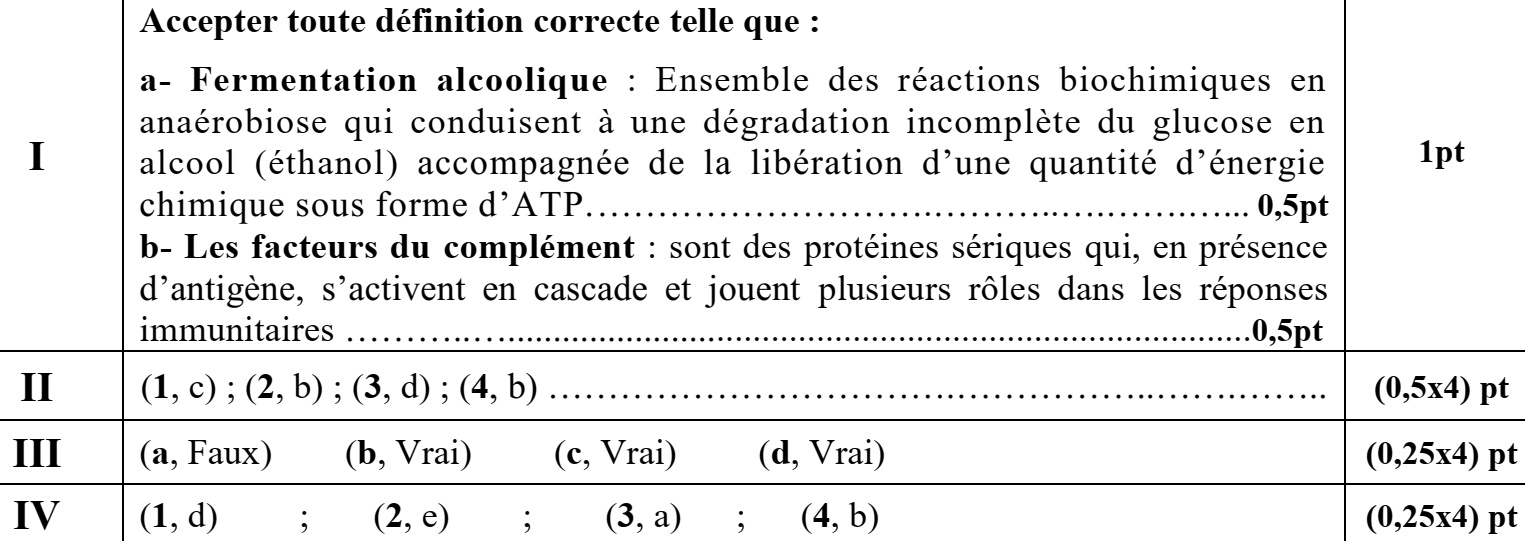 Accepter toute définition correcte telle que :
a- Fermentation alcoolique : Ensemble des réactions biochimiques en
anaérobiose qui conduisent à une dégradation incomplète du glucose en
I
alcool (éthanol) accompagnée de la libération d’une quantité d’énergie
1pt
chimique sous forme d’ATP……………………………….………..….…….….. 0,5pt
b- Les facteurs du complément : sont des protéines sériques qui, en présence
d’antigène, s’activent en cascade et jouent plusieurs rôles dans les réponses
immunitaires ………..…...........................................................................................0,5pt
II (1, c) ; (2, b) ; (3, d) ; (4, b) ………………………………….………………..…….…….. (0,5x4) pt
III (a, Faux) (b, Vrai) (c, Vrai) (d, Vrai) (0,25x4) pt
IV (1, d) ; (2, e) ; (3, a) ; (4, b) (0,25x4) pt